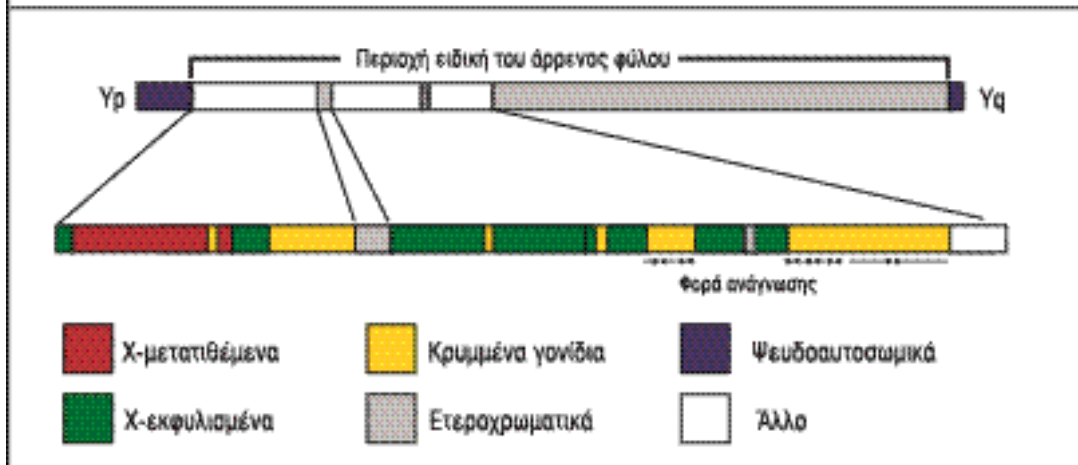 Περιοχή ειδική του άρρενος φύλου
Yp Yq
Φορά ανάγνωσης
Χ-μετατιθέμενα Κρυμμένα γονίδια Ψευδοαυτοσωμικά
Χ-εκφυλισμένα Ετεροχρωματικά Άλλο